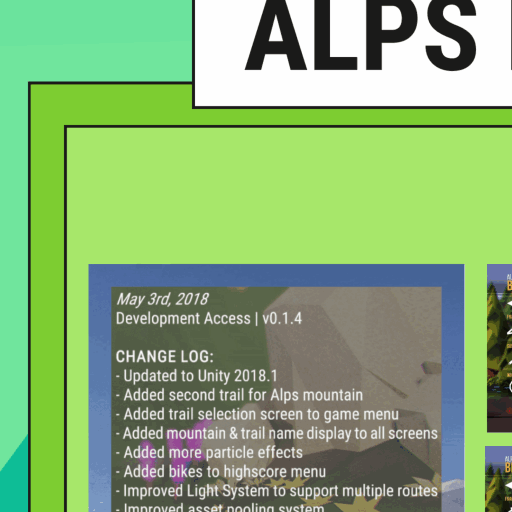 ALPS
May 3rd, 2018
Development Access | v0.1.4
CHANGE LOG:
- Updated to Unity 2018.1
- Added second trail for Alps mountain
- Added trail selection screen to game menu
- Added mountain & trail name display to all screens
- Added more particle effects
- Added bikes to highscore menu
- Improved Light System to support multiple routes
- Improved asset pooling system